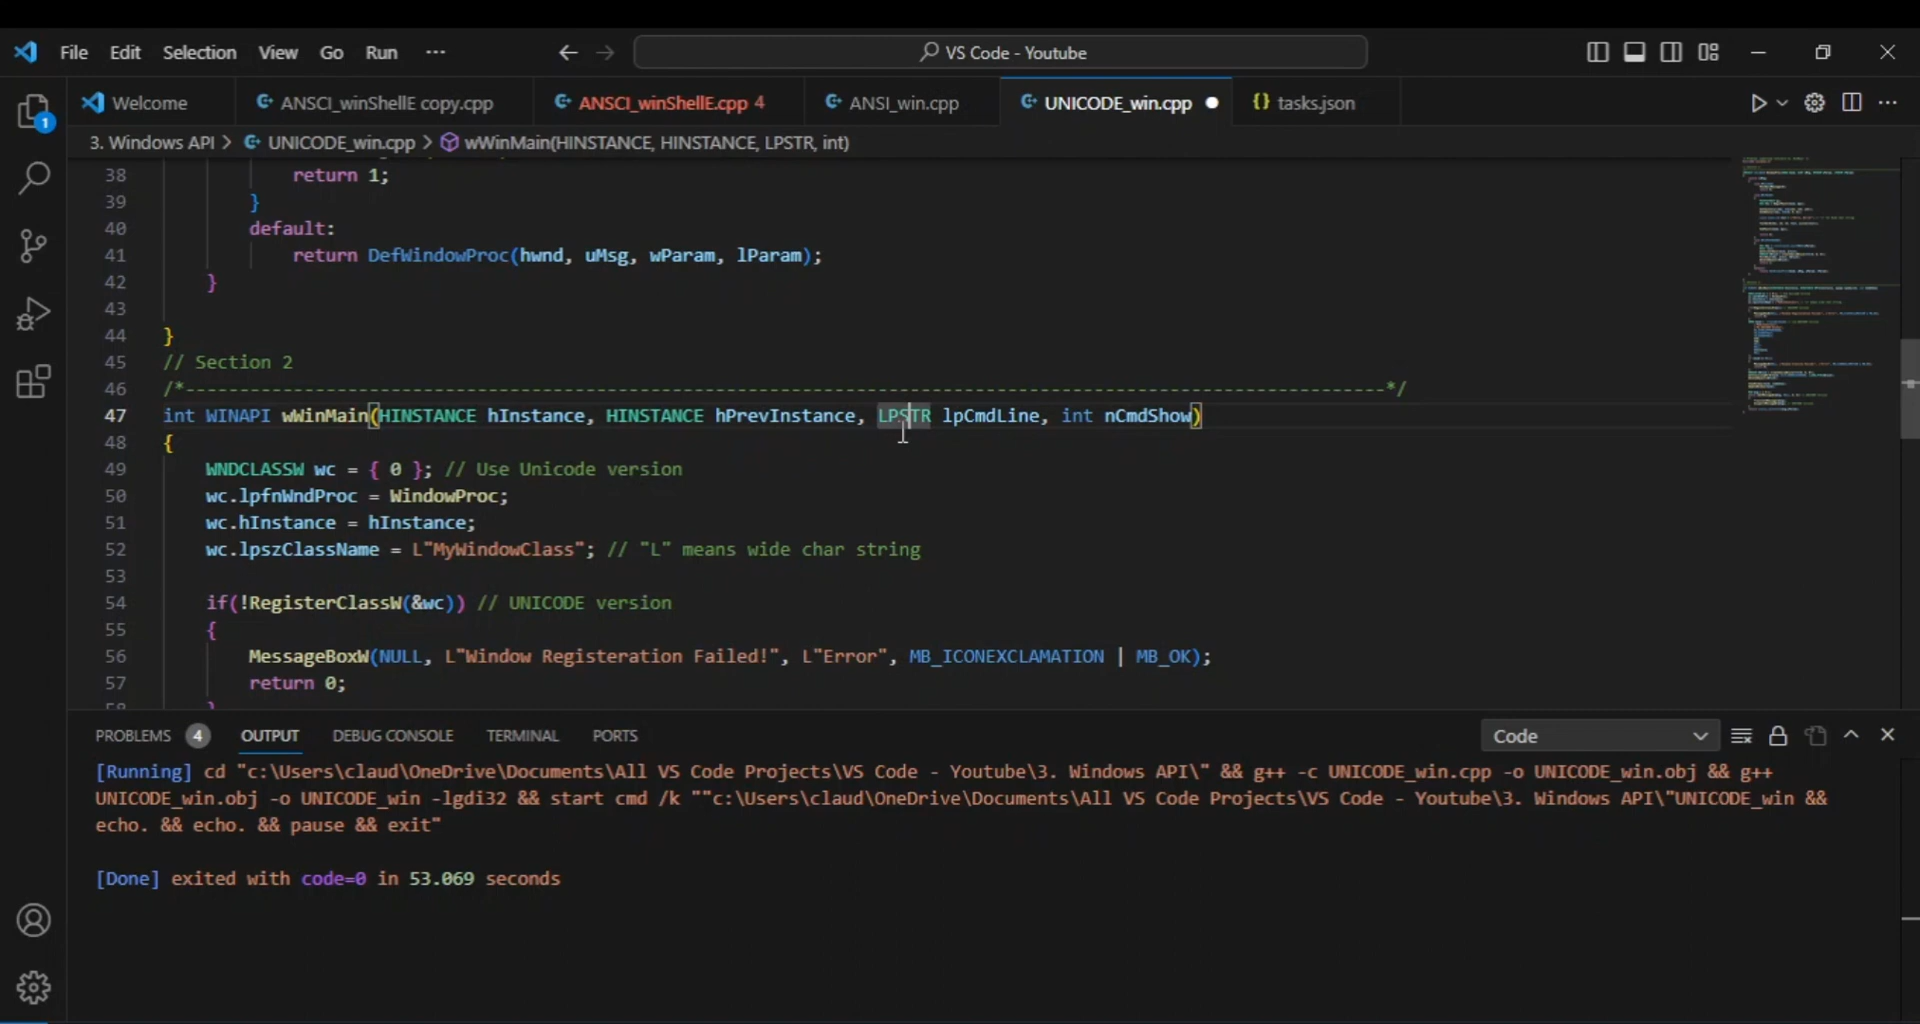 File Edit Selection View Go Run ··· VS Code - Youtube
Welcome ANSCI_winShellE copy.cpp ANSCI_winShellE.cpp 4 ANSI_win.cpp UNICODE_win.cpp tasks.json
1
3. Windows API > UNICODE_win.cpp > wWinMain(HINSTANCE, HINSTANCE, LPSTR, int)
38 return 1;
39 }
40 default:
41 return DefWindowProc(hwnd, uMsg, wParam, lParam);
42 }
43
44 }
45 // Section 2
46 /*---------------------------------------------------------------------------------------------------------------*/
47 int WINAPI wWinMain(HINSTANCE hInstance, HINSTANCE hPrevInstance, LPSTR lpCmdLine, int nCmdShow)
48 {
49 WNDCLASSW wc = { 0 }; // Use Unicode version
50 wc.lpfnWndProc = WindowProc;
51 wc.hInstance = hInstance;
52 wc.lpszClassName = L"MyWindowClass"; // "L" means wide char string
53
54 if(!RegisterClassW(&wc)) // UNICODE version
55 {
56 MessageBoxW(NULL, L"Window Registeration Failed!", L"Error", MB_ICONEXCLAMATION | MB_OK);
57 return 0;
PROBLEMS 4 OUTPUT DEBUG CONSOLE TERMINAL PORTS Code
[Running] cd "c:\Users\claud\OneDrive\Documents\All VS Code Projects\VS Code - Youtube\3. Windows API\" && g++ -c UNICODE_win.cpp -o UNICODE_win.obj && g++
UNICODE_win.obj -o UNICODE_win -lgdi32 && start cmd /k ""c:\Users\claud\OneDrive\Documents\All VS Code Projects\VS Code - Youtube\3. Windows API\"UNICODE_win &&
echo. && echo. && pause && exit"
[Done] exited with code=0 in 53.069 seconds